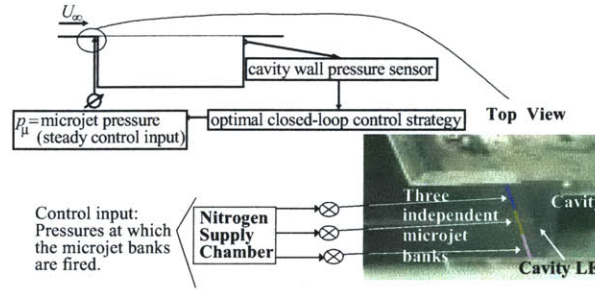 U∞
cavity wall pressure sensor
pμ=microjet pressure
(steady control input)
optimal closed-loop control strategy
Top View
Control input:
Pressures at which
the microjet banks
are fired.
Nitrogen
Supply
Chamber
Three
independent
microjet
banks
Cavity
Cavity LE